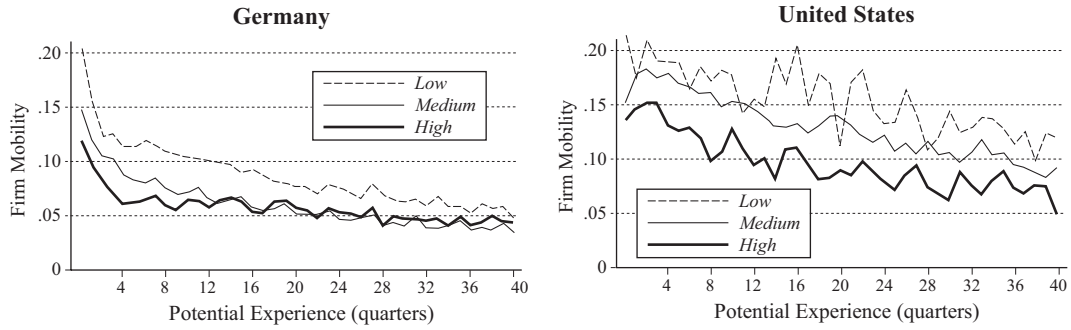 Germany
Firm Mobility
.20
.15
.10
.05
0
Low
Medium
High
4 8 12 16 20 24 28 32 36 40
Potential Experience (quarters)
United States
Firm Mobility
.20
.15
.10
.05
0
Low
Medium
High
4 8 12 16 20 24 28 32 36 40
Potential Experience (quarters)